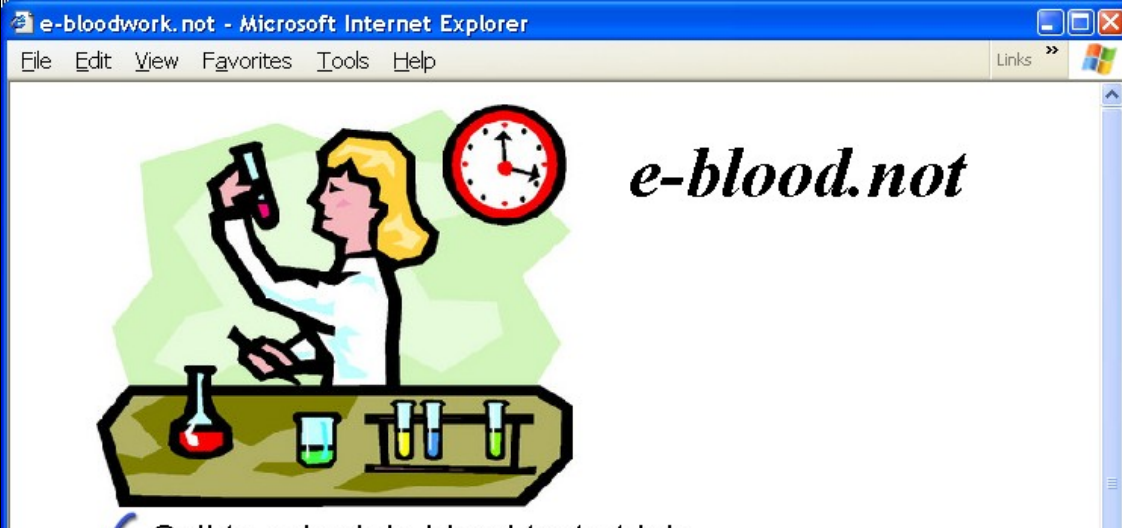 e-bloodwork.not - Microsoft Internet Explorer
File Edit View Favorites Tools Help
Links »
e-blood.not